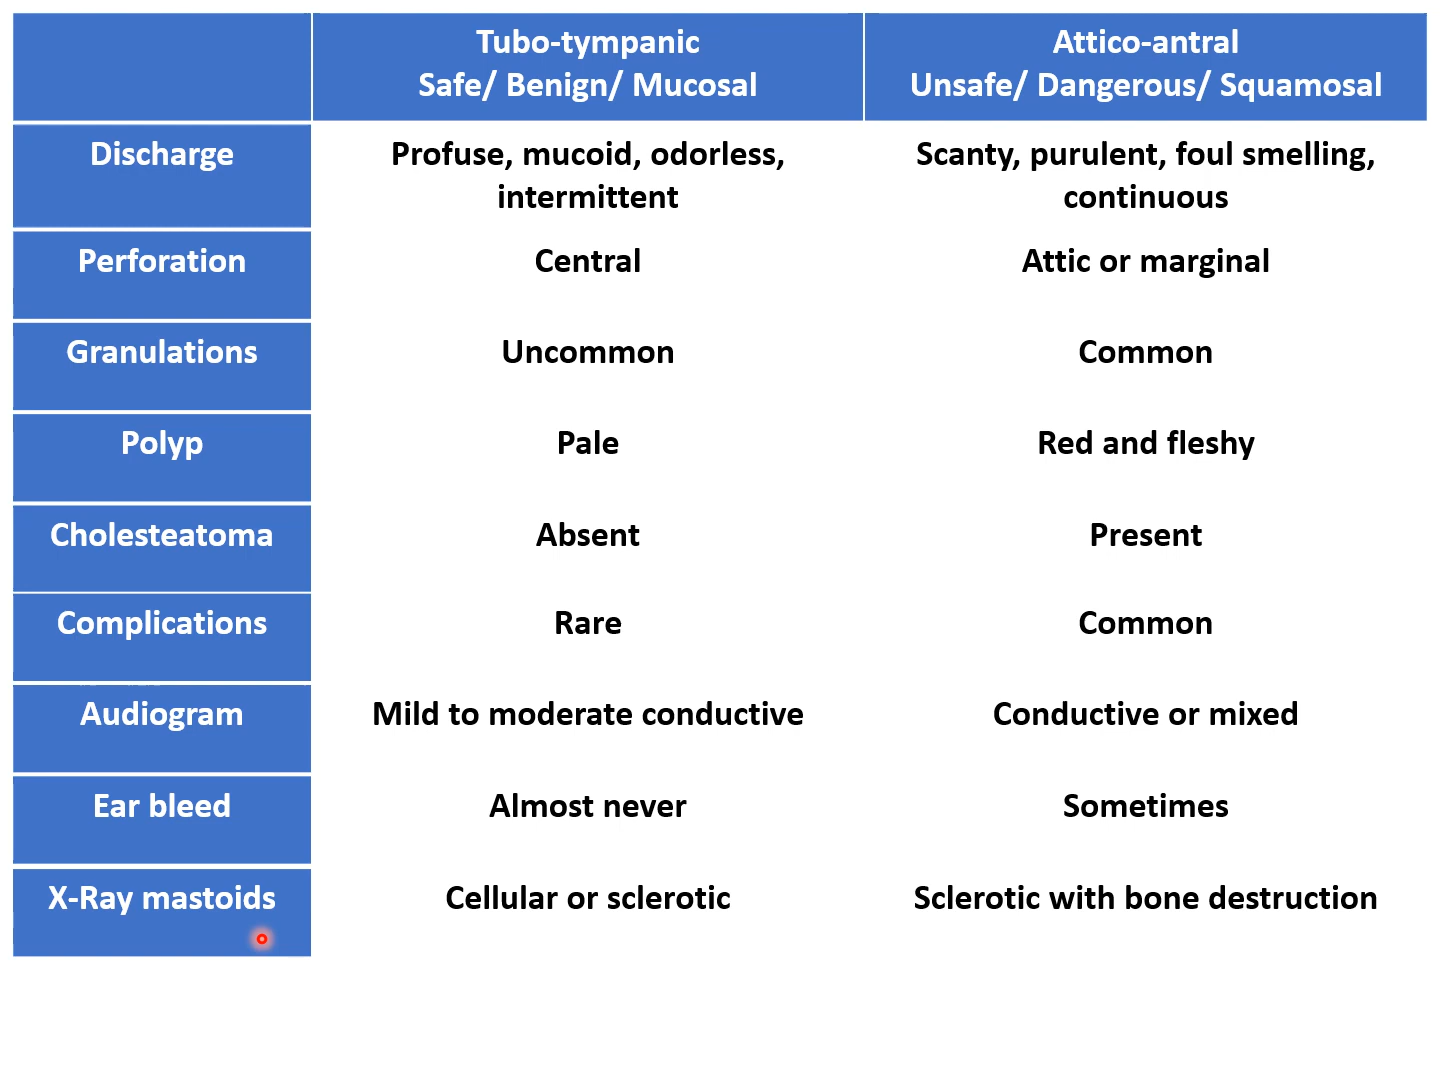 Tubo-tympanic
Safe/ Benign/ Mucosal
Attico-antral
Unsafe/ Dangerous/ Squamosal
Discharge
Profuse, mucoid, odorless,
intermittent
Scanty, purulent, foul smelling,
continuous
Perforation
Central
Attic or marginal
Granulations
Uncommon
Common
Polyp
Pale
Red and fleshy
Cholesteatoma
Absent
Present
Complications
Rare
Common
Audiogram
Mild to moderate conductive
Conductive or mixed
Ear bleed
Almost never
Sometimes
X-Ray mastoids
Cellular or sclerotic
Sclerotic with bone destruction